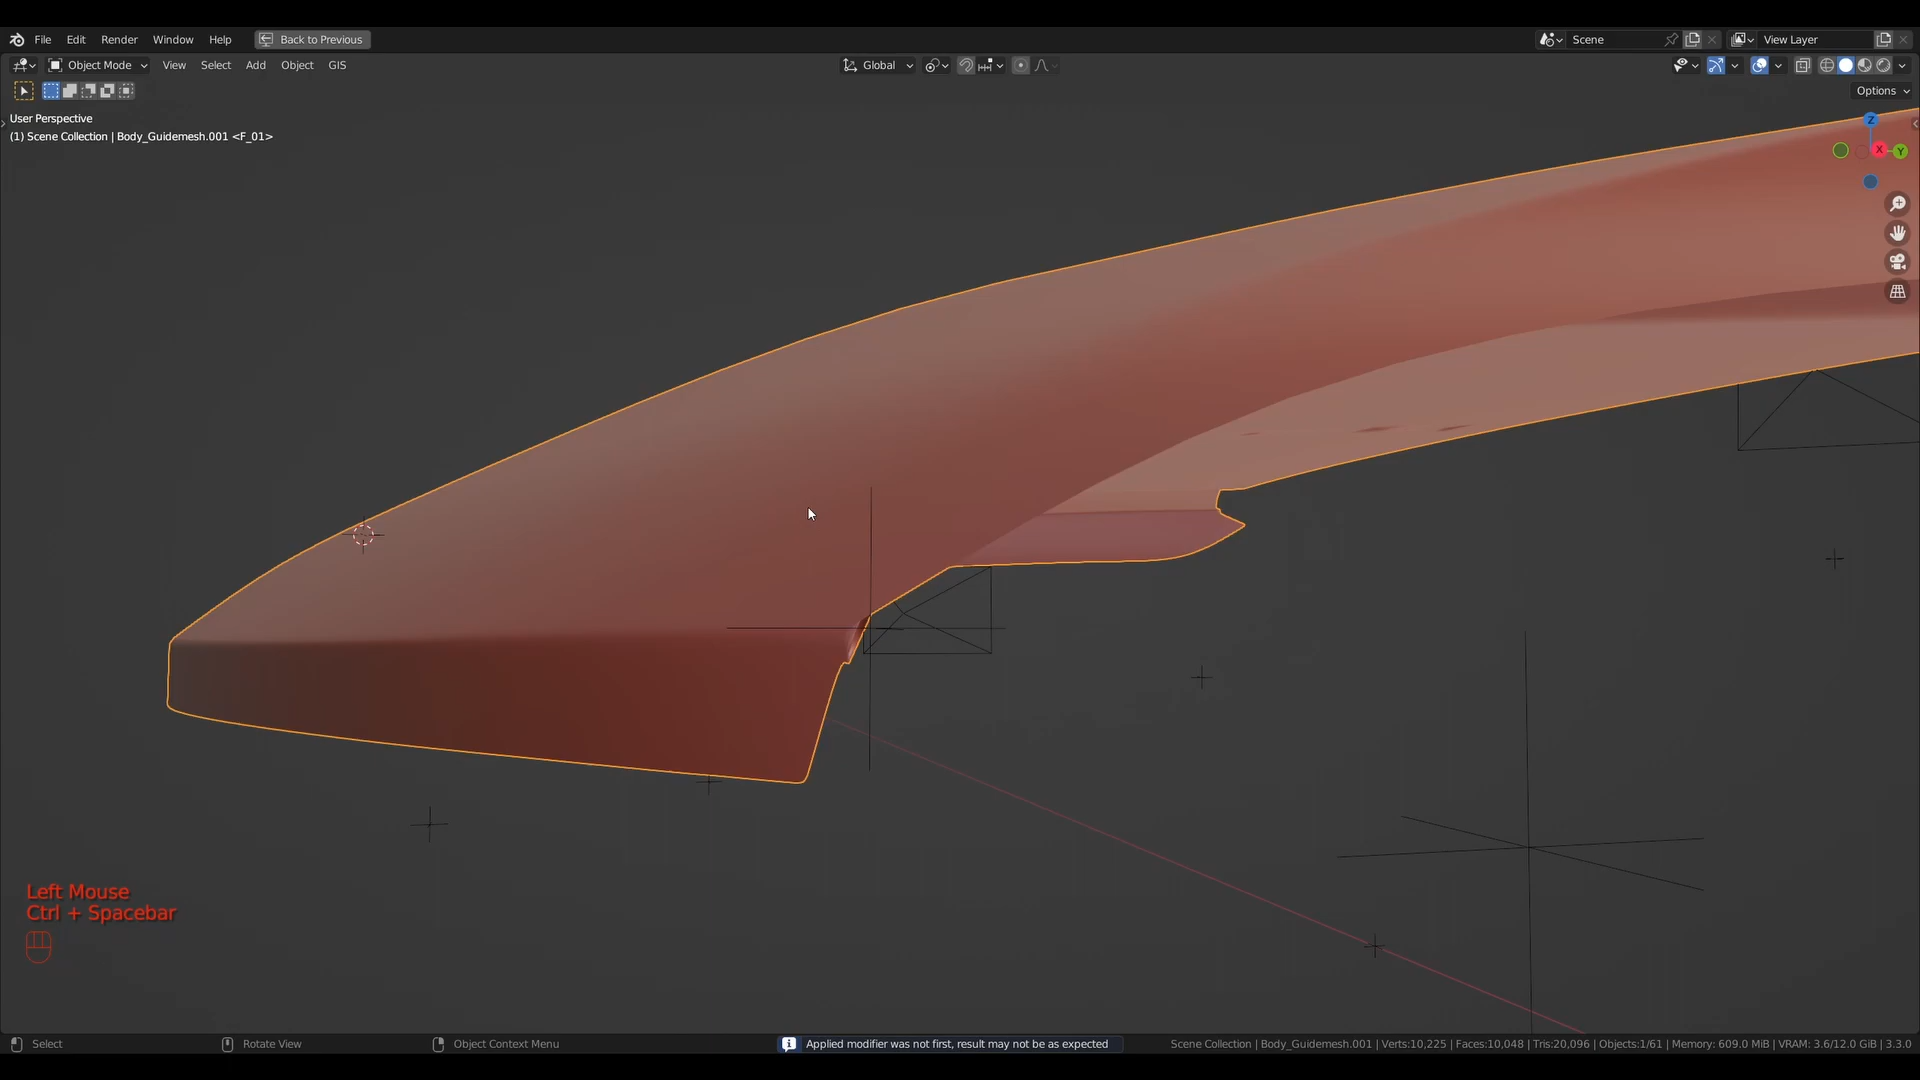 File Edit Render Window Help Back to Previous Scene View Layer
Object Mode View Select Add Object GIS Global
Options
User Perspective
(1) Scene Collection | Body_Guidemesh.001 <F_01>
Z
X
Y
Left Mouse
Ctrl + Spacebar
Select Rotate View Object Context Menu Applied modifier was not first, result may not be as expected Scene Collection | Body_Guidemesh.001 | Verts:10,225 | Faces:10,048 | Tris:20,096 | Objects:1/61 | Memory: 609.0 MiB | VRAM: 3.6/12.0 GiB | 3.3.0